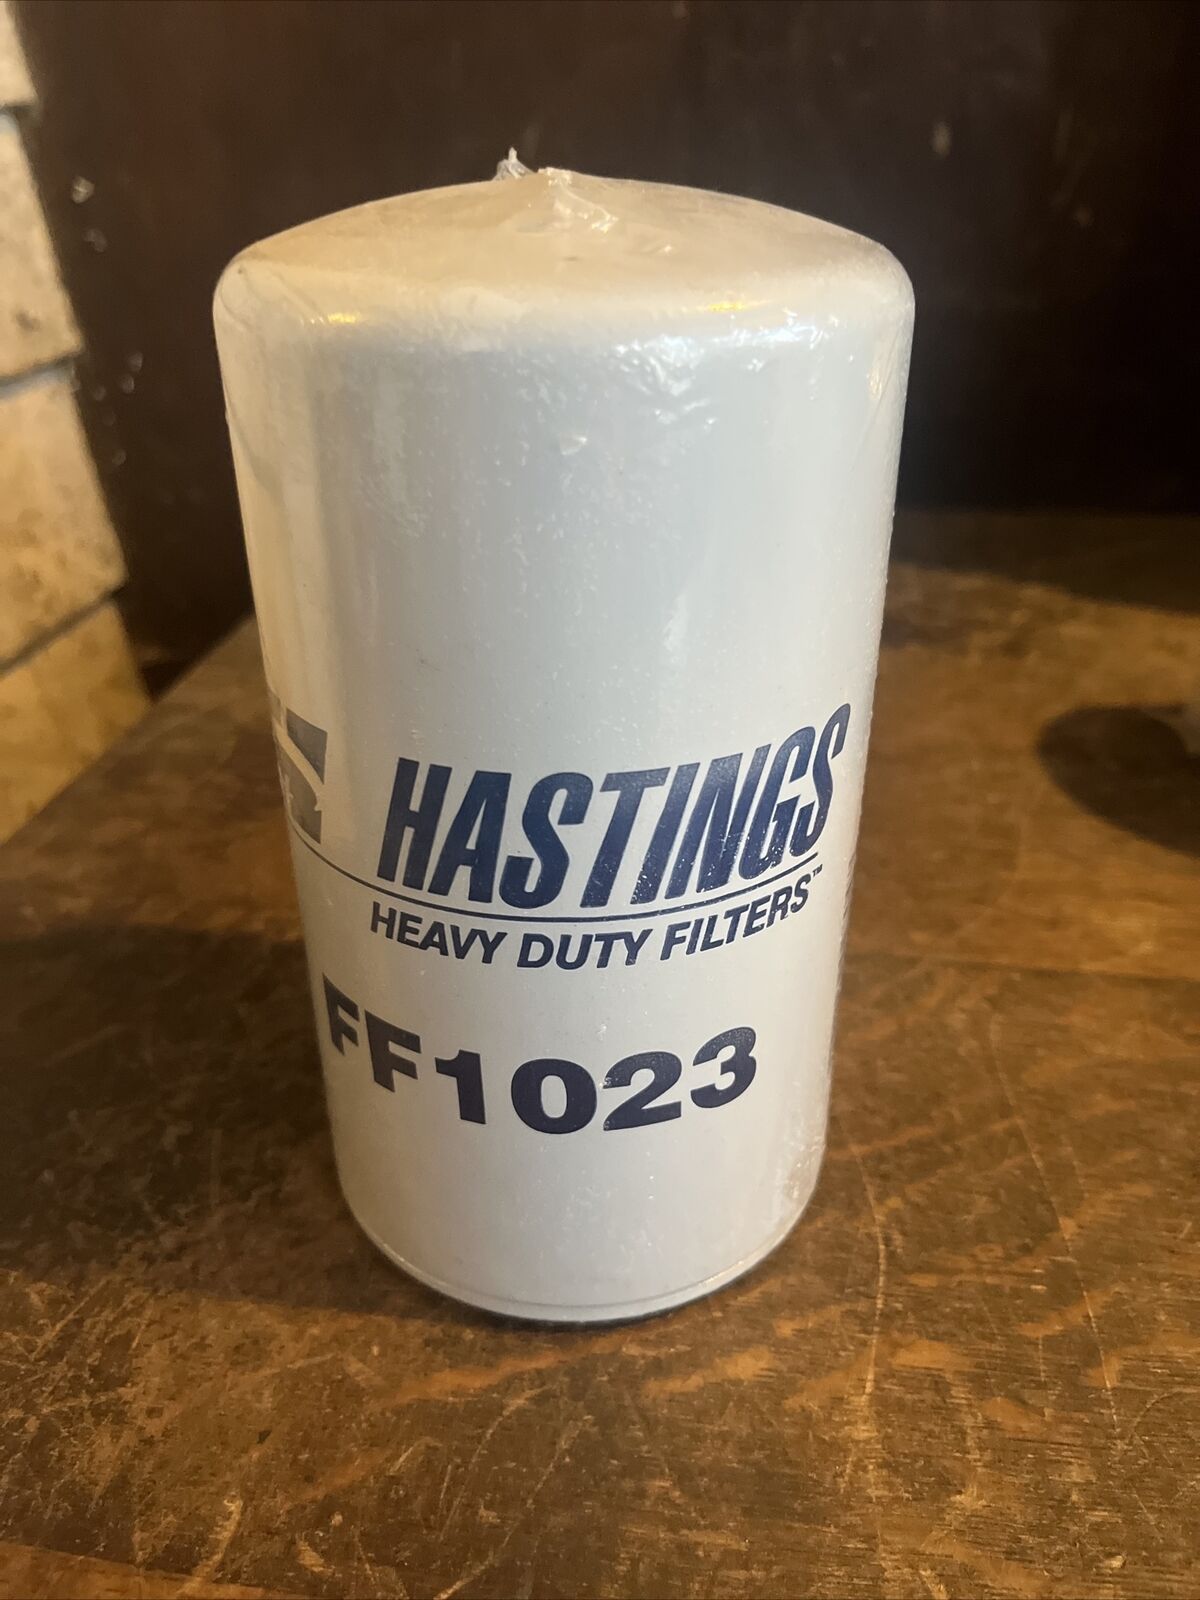 HASTINGS
HEAVY DUTY FILTERS™
FF1023